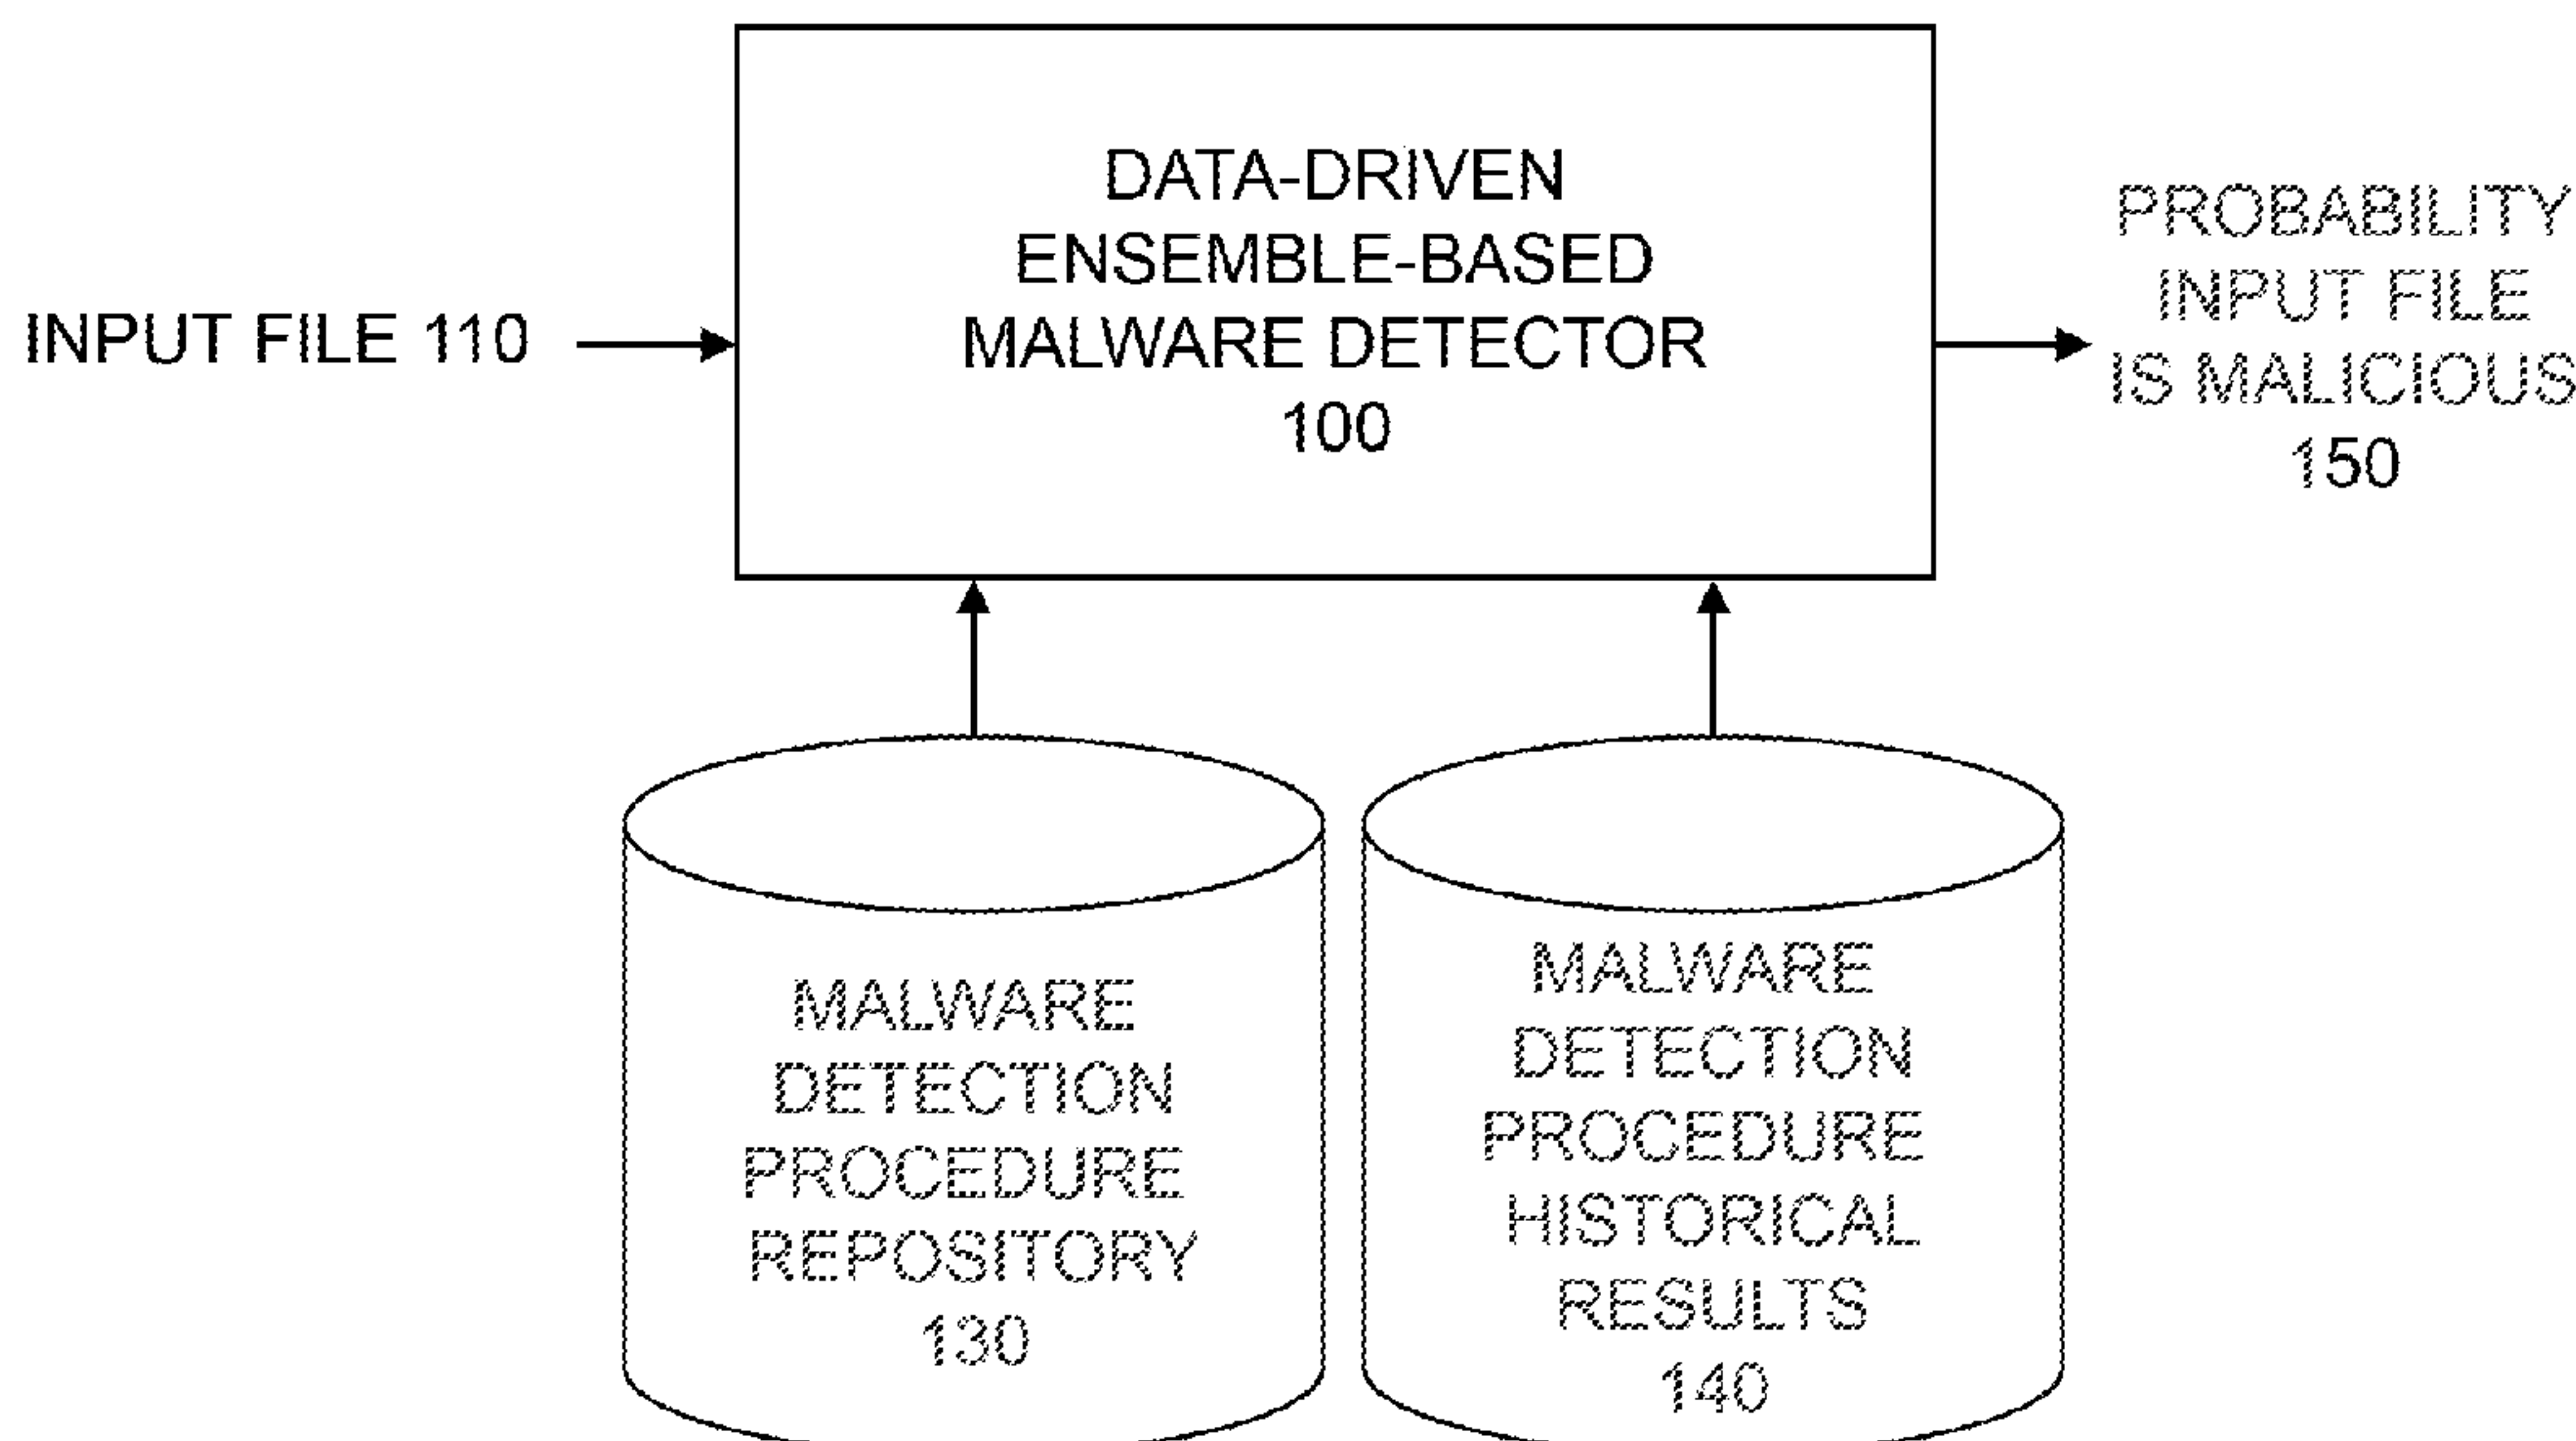 INPUT FILE 110
DATA-DRIVEN
ENSEMBLE-BASED
MALWARE DETECTOR
100
PROBABILITY
INPUT FILE
IS MALICIOUS
150
MALWARE
DETECTION
PROCEDURE
REPOSITORY
130
MALWARE
DETECTION
PROCEDURE
HISTORICAL
RESULTS
140